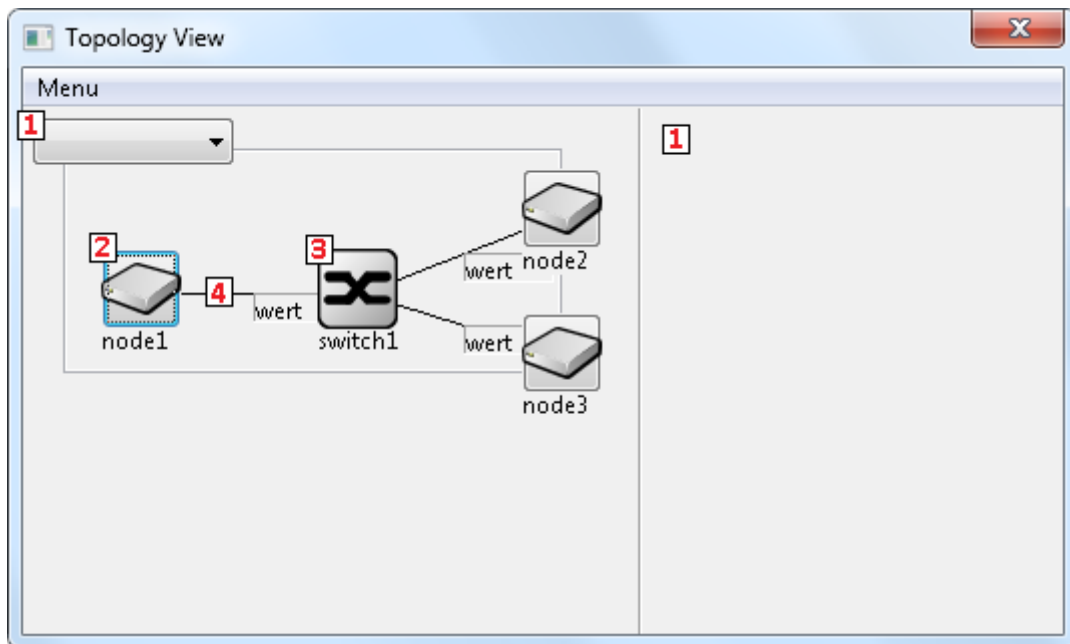 Topology View
Menu
1
1
2
3
4
wert
wert
wert
node1
switch1
node2
node3